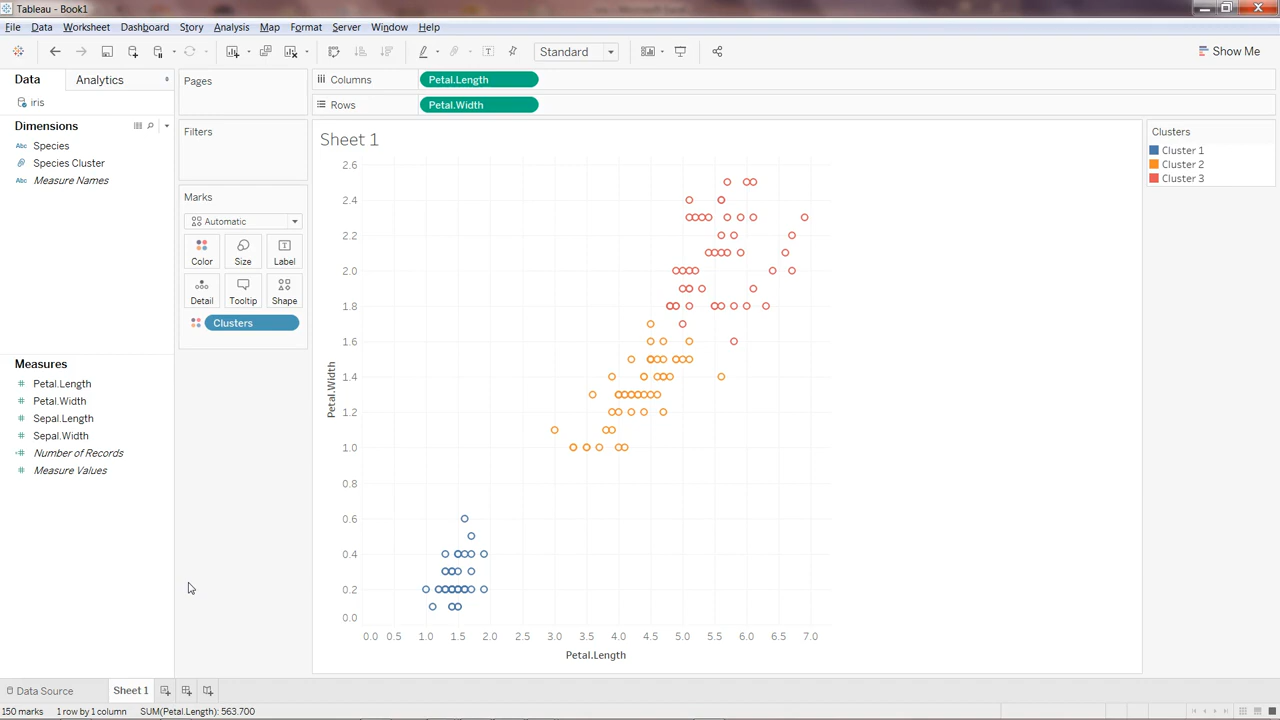 Tableau - Book1
File Data Worksheet Dashboard Story Analysis Map Format Server Window Help
Standard
Show Me
Data Analytics
iris
Dimensions
Abc Species
Species Cluster
Abc Measure Names
Measures
Petal.Length
Petal.Width
Sepal.Length
Sepal.Width
Number of Records
Measure Values
Pages
Filters
Marks
Automatic
Color Size Label
Detail Tooltip Shape
Clusters
Columns Petal.Length
Rows Petal.Width
Sheet 1
2.6
2.4
2.2
2.0
1.8
1.6
1.4
1.2
1.0
0.8
0.6
0.4
0.2
0.0
Petal.Width
0.0 0.5 1.0 1.5 2.0 2.5 3.0 3.5 4.0 4.5 5.0 5.5 6.0 6.5 7.0
Petal.Length
Clusters
Cluster 1
Cluster 2
Cluster 3
Data Source Sheet 1
150 marks 1 row by 1 column SUM(Petal.Length): 563.700